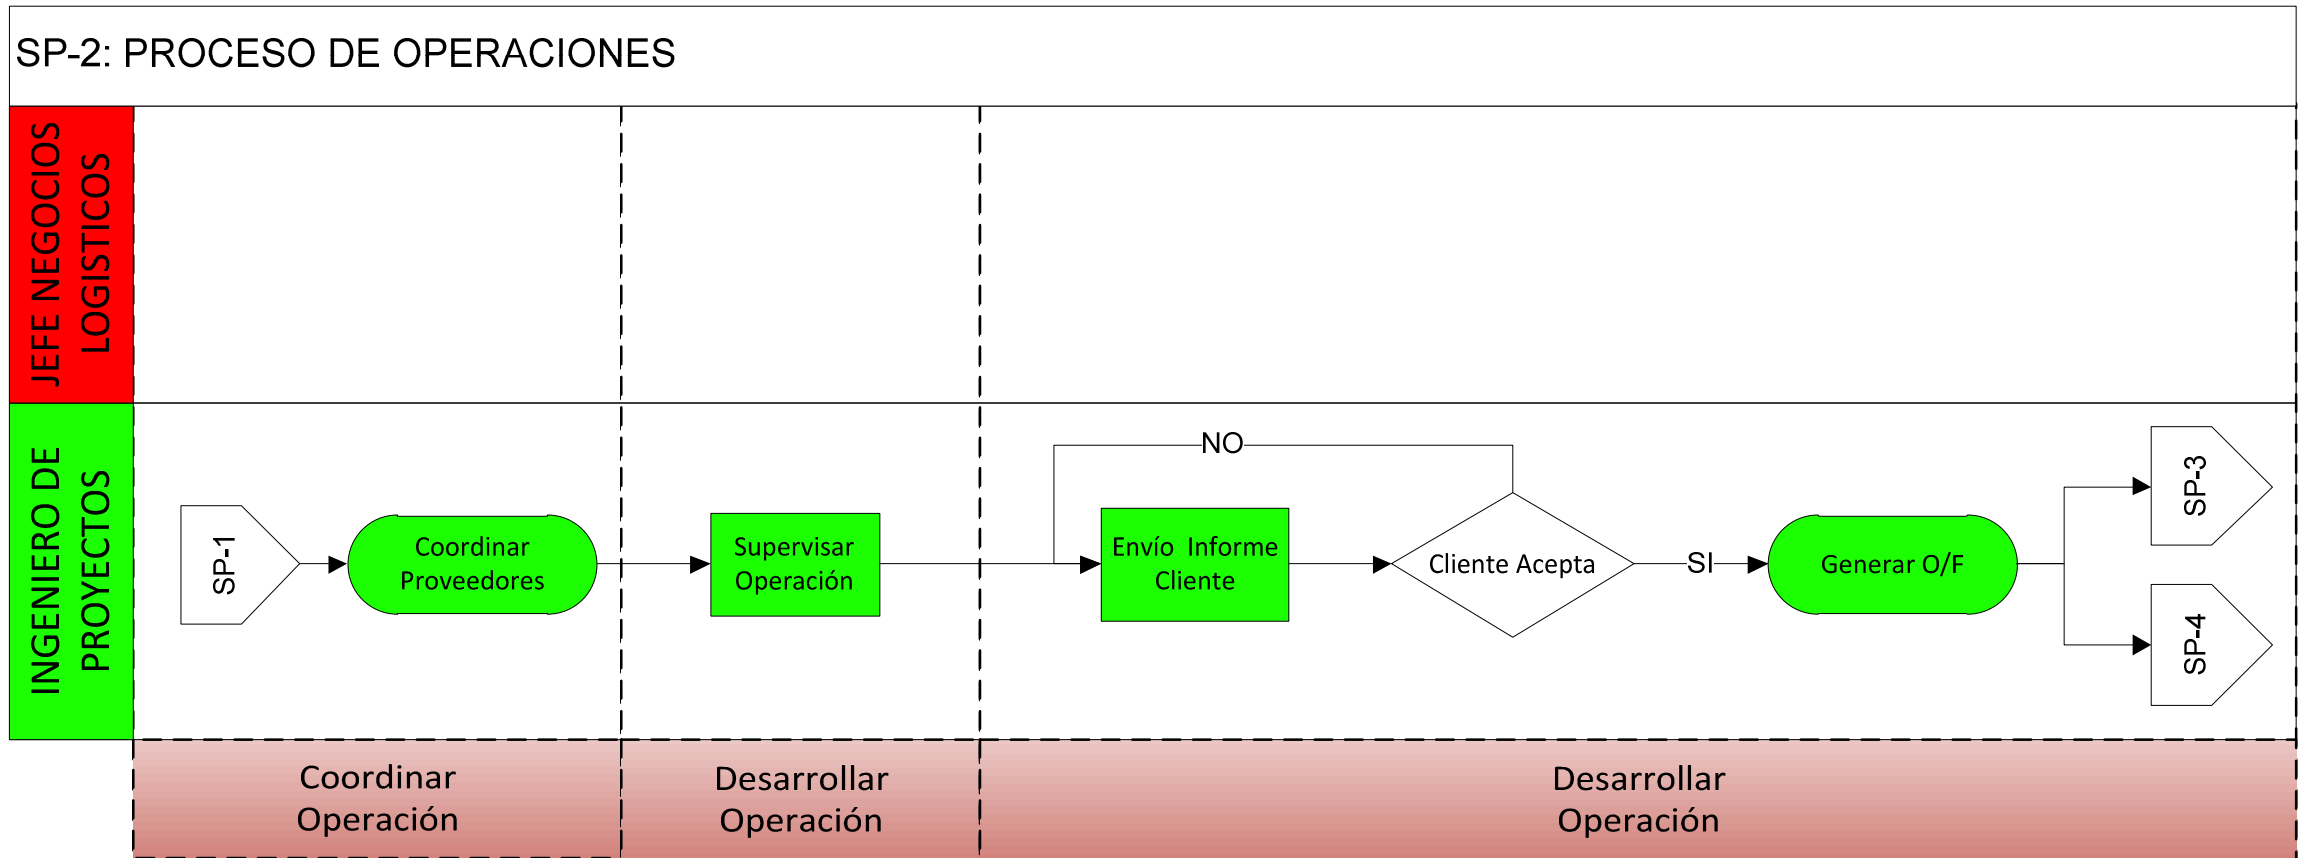 SP-2: PROCESO DE OPERACIONES
JEFE NEGOCIOS
LOGISTICOS
INGENIERO DE
PROYECTOS
SP-1
Coordinar
Proveedores
Supervisar
Operación
NO
Envío Informe
Cliente
Cliente Acepta
SI
Generar O/F
SP-3
SP-4
Coordinar
Operación
Desarrollar
Operación
Desarrollar
Operación